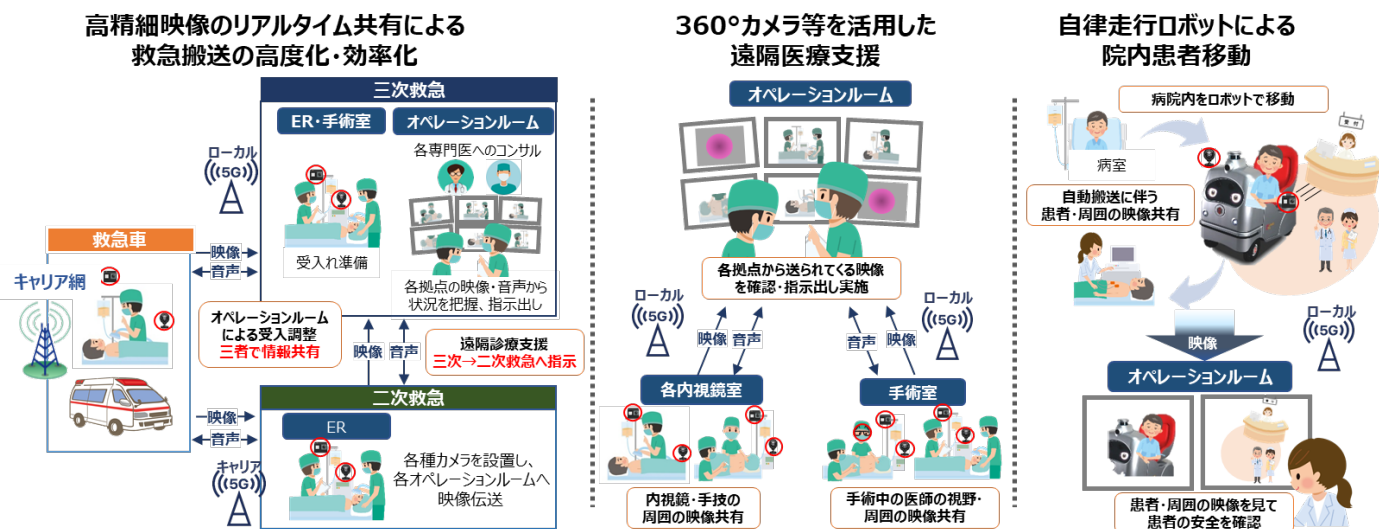 高精細映像のリアルタイム共有による
救急搬送の高度化・効率化
三次救急
ER・手術室
オペレーションルーム
各専門医へのコンサル
受入れ準備
各拠点の映像・音声から
状況を把握、指示出し
ローカル
((5G))
救急車
キャリア網
映像
音声
オペレーションルーム
による受入調整
三者で情報共有
映像
音声
遠隔診療支援
三次→二次救急へ指示
映像
音声
キャリア
(5G)
二次救急
ER
各種カメラを設置し、
各オペレーションルームへ
映像伝送
360°カメラ等を活用した
遠隔医療支援
オペレーションルーム
各拠点から送られてくる映像
を確認・指示出し実施
ローカル
((5G))
映像
音声
音声
映像
ローカル
((5G))
各内視鏡室
手術室
内視鏡・手技の
周囲の映像共有
手術中の医師の視野・
周囲の映像共有
自律走行ロボットによる
院内患者移動
病院内をロボットで移動
受付
病室
自動搬送に伴う
患者・周囲の映像共有
ローカル
((5G))
映像
オペレーションルーム
患者・周囲の映像を見て
患者の安全を確認